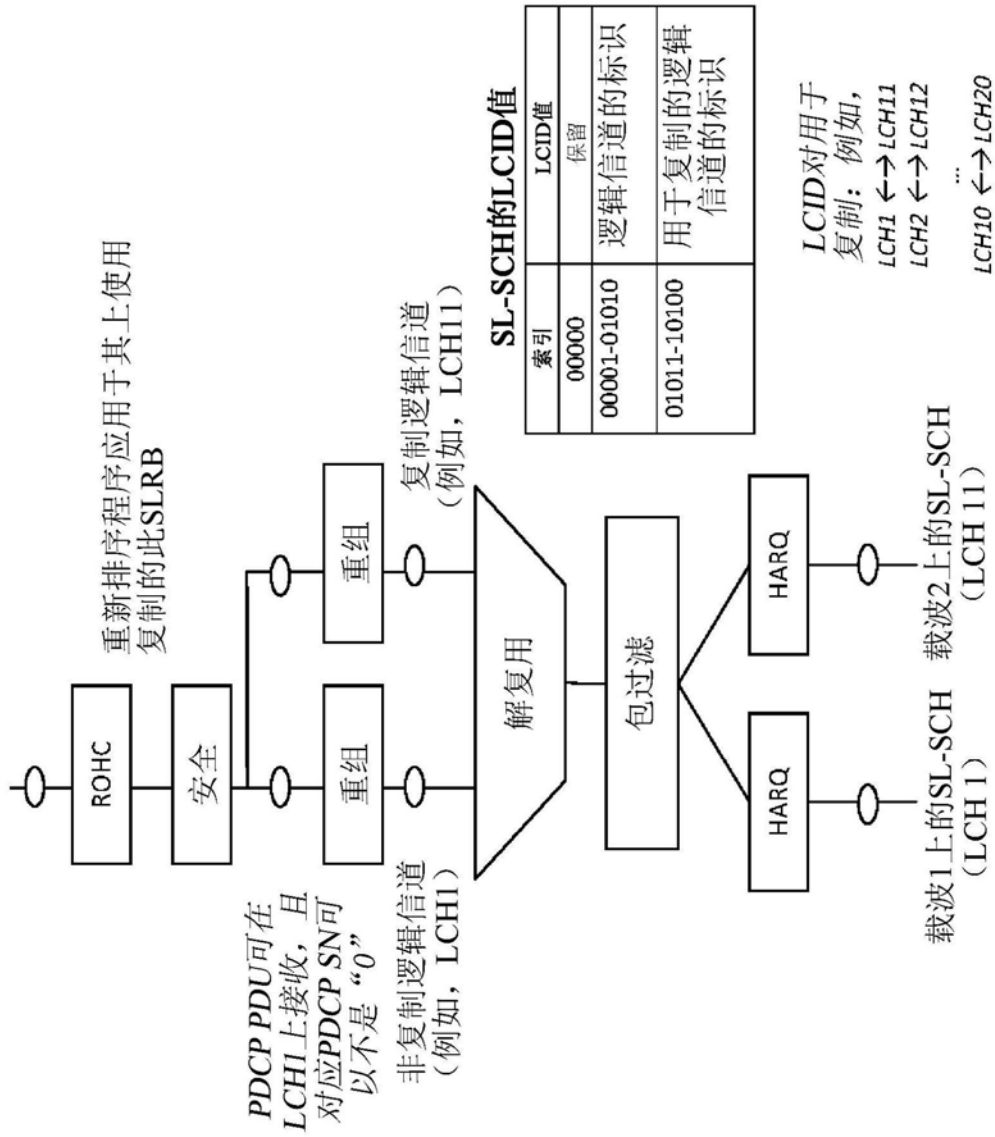 重新排序程序应用于其上使用
复制的此SLRB
ROHC
安全
PDCP PDU可在
LCH1上接收，且
对应PDCP SN可
以不是“0”
重组
重组
非复制逻辑信道
（例如，LCH1）
复制逻辑信道
（例如，LCH11）
解复用
包过滤
HARQ
HARQ
载波1上的SL-SCH
（LCH 1）
载波2上的SL-SCH
（LCH 11）
SL-SCH的LCID值
索引
LCID值
00000
保留
00001-01010
逻辑信道的标识
01011-10100
用于复制的逻辑
信道的标识
LCID对用于
复制：例如，
LCH1 ←→ LCH11
LCH2 ←→ LCH12
...
LCH10 ←→ LCH20